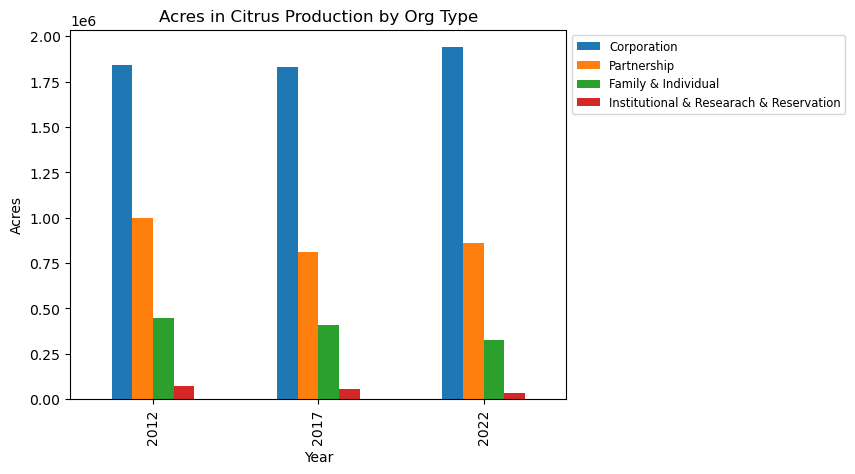 Acres in Citrus Production by Org Type
1e6
2.00
1.75
1.50
1.25
1.00
0.75
0.50
0.25
0.00
Acres
2012
2017
2022
Year
Corporation
Partnership
Family & Individual
Institutional & Researach & Reservation